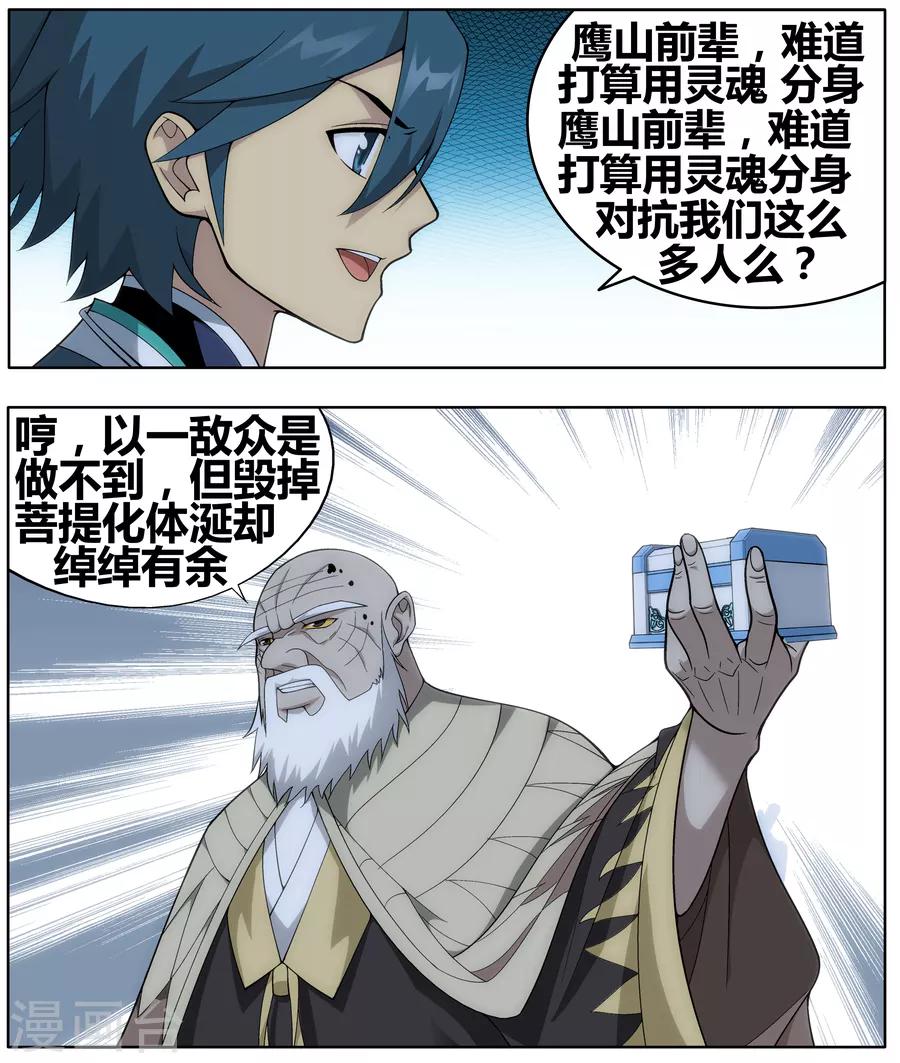 鹰山前辈，难道
打算用灵魂 分身
鹰山前辈，难道
打算用灵魂分身
对抗我们这么
多人么？
哼，以一敌众是
做不到，但毁掉
菩提化体涎却
绰绰有余
漫画台